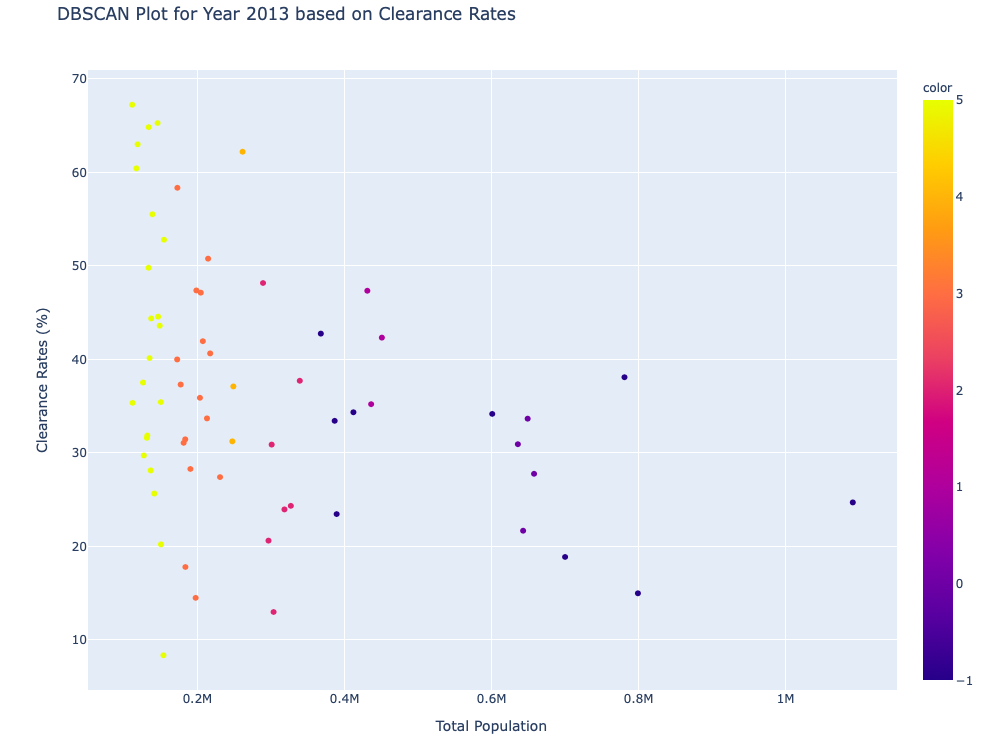 DBSCAN Plot for Year 2013 based on Clearance Rates
color
70
60
50
40
30
20
10
Clearance Rates (%)
0.2M
0.4M
0.6M
0.8M
1M
Total Population
5
4
3
2
1
0
−1